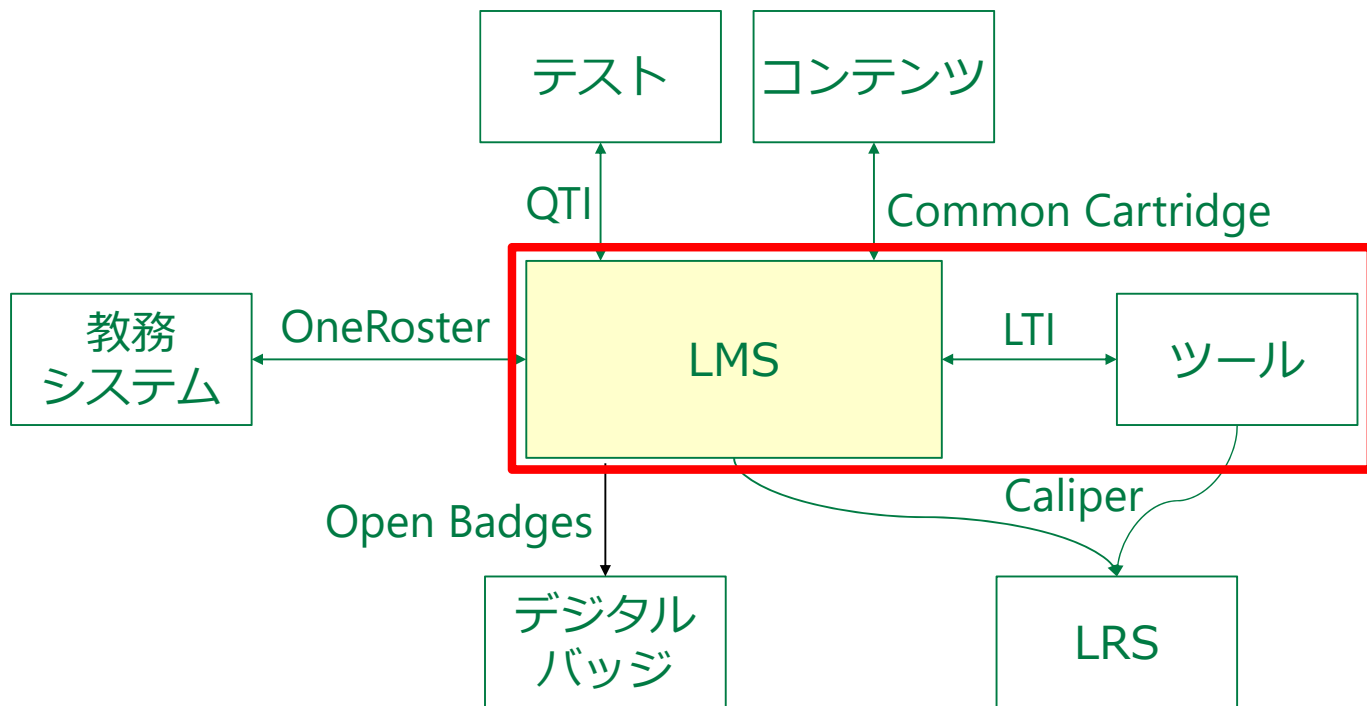 テスト
コンテンツ
QTI
Common Cartridge
教務
システム
OneRoster
LMS
LTI
ツール
Open Badges
Caliper
デジタル
バッジ
LRS